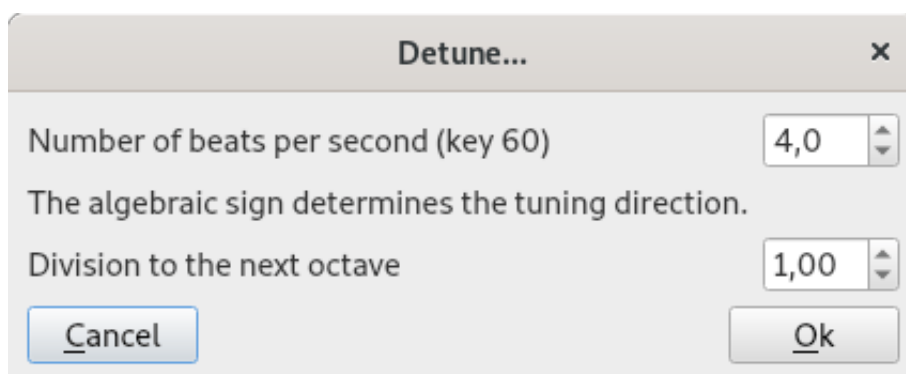 Detune...
Number of beats per second (key 60) 4,0
The algebraic sign determines the tuning direction.
Division to the next octave 1,00
Cancel Ok